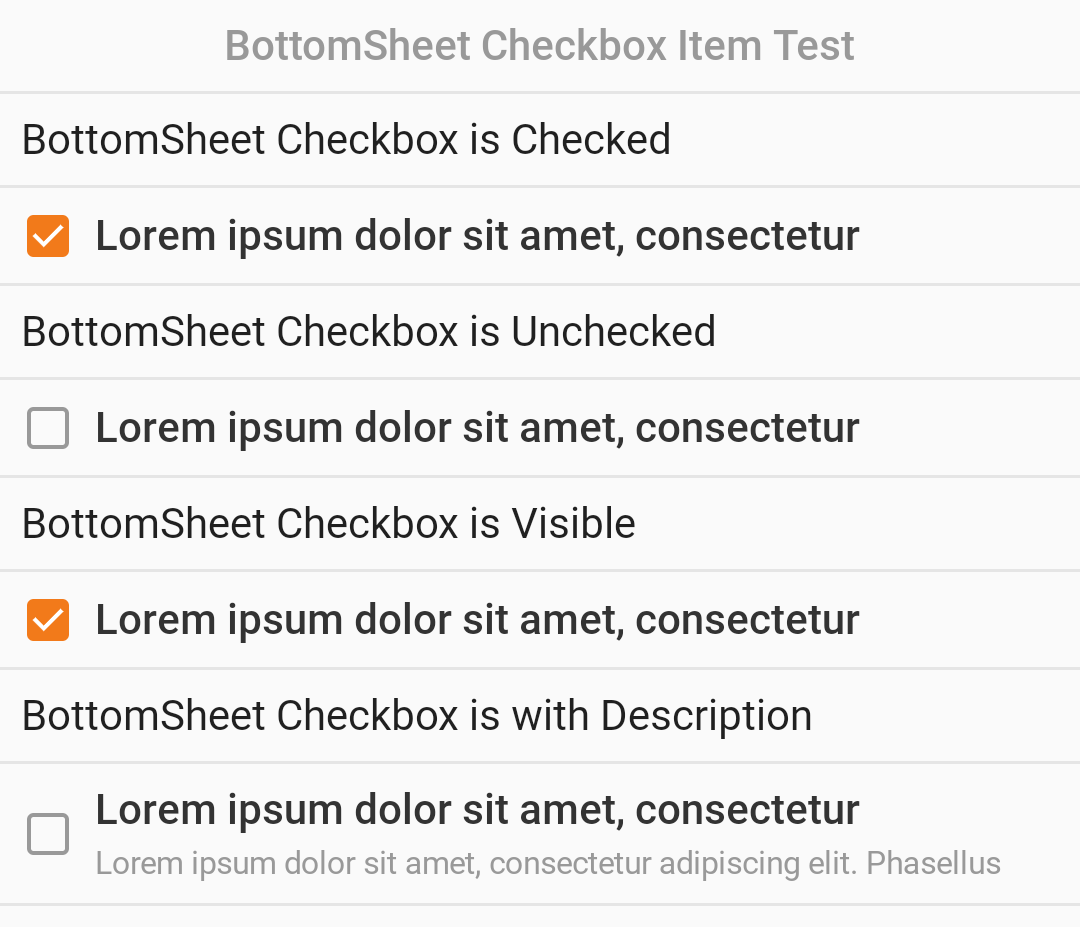 BottomSheet Checkbox Item Test
BottomSheet Checkbox is Checked
Lorem ipsum dolor sit amet, consectetur
BottomSheet Checkbox is Unchecked
Lorem ipsum dolor sit amet, consectetur
BottomSheet Checkbox is Visible
Lorem ipsum dolor sit amet, consectetur
BottomSheet Checkbox is with Description
Lorem ipsum dolor sit amet, consectetur
Lorem ipsum dolor sit amet, consectetur adipiscing elit. Phasellus